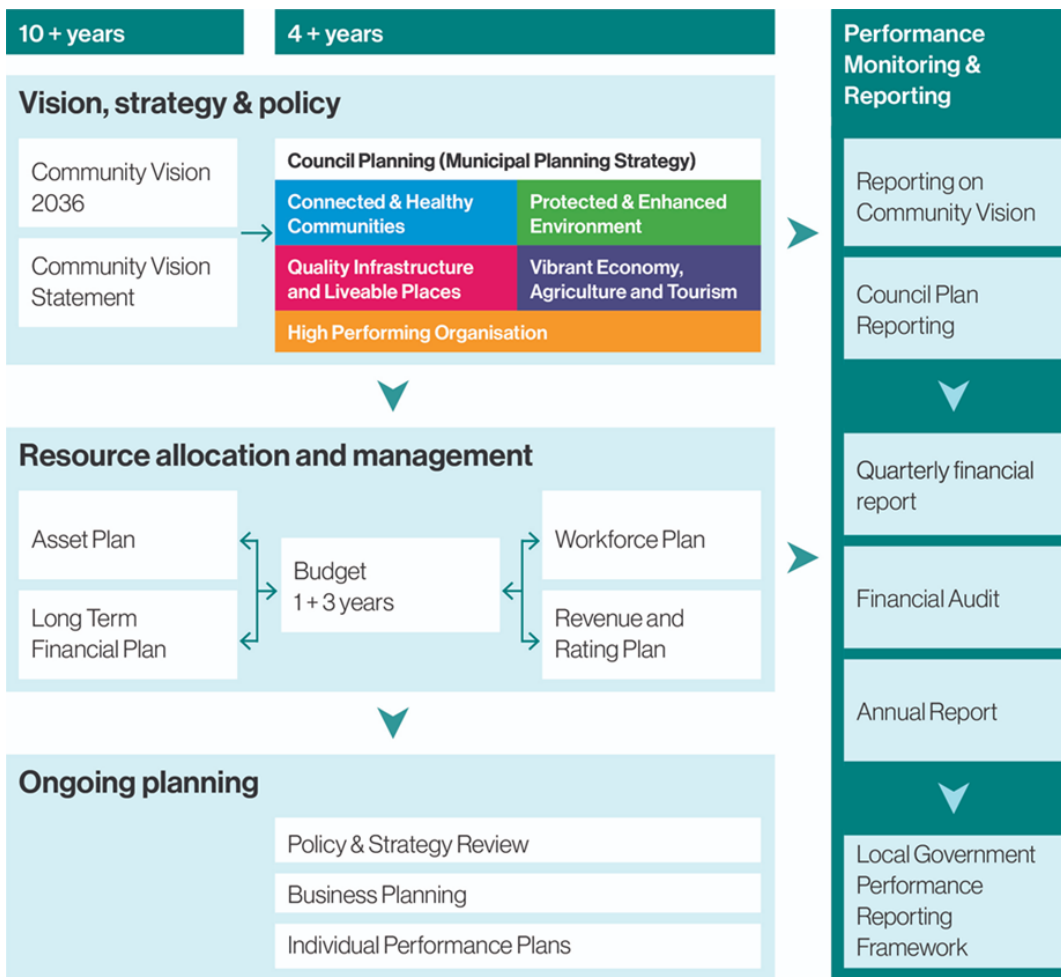 10 + years
4 + years
Vision, strategy & policy
Community Vision
2036
Community Vision
Statement
Council Planning (Municipal Planning Strategy)
Connected & Healthy
Communities
Protected & Enhanced
Environment
Quality Infrastructure
and Liveable Places
Vibrant Economy,
Agriculture and Tourism
High Performing Organisation
Resource allocation and management
Asset Plan
Long Term
Financial Plan
Budget
1 + 3 years
Workforce Plan
Revenue and
Rating Plan
Ongoing planning
Policy & Strategy Review
Business Planning
Individual Performance Plans
Performance
Monitoring &
Reporting
Reporting on
Community Vision
Council Plan
Reporting
Quarterly financial
report
Financial Audit
Annual Report
Local Government
Performance
Reporting
Framework